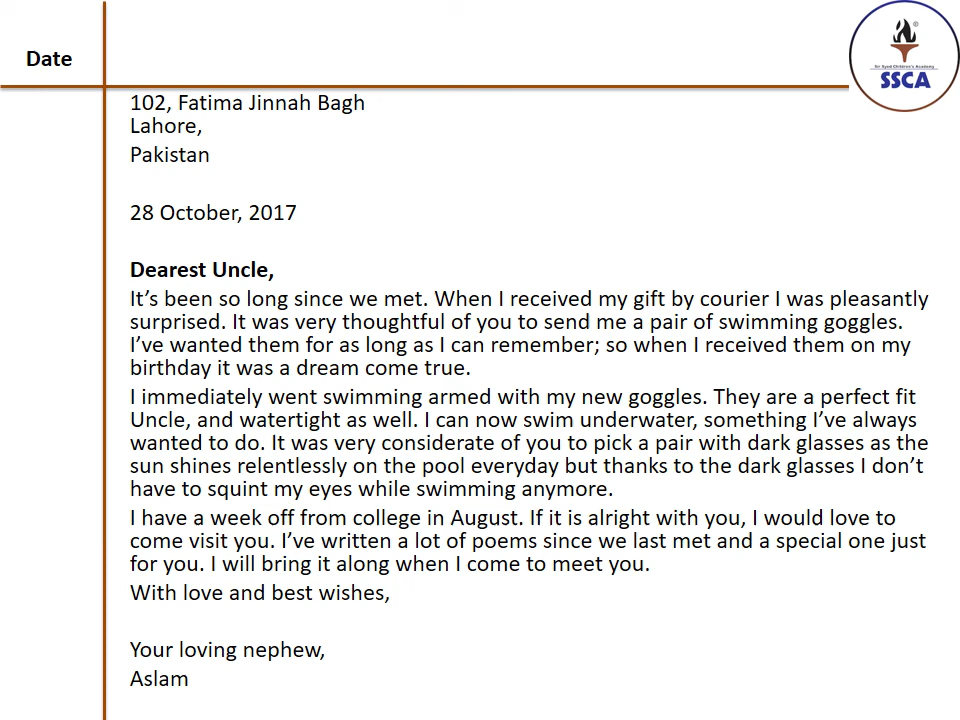 Date
©
Sir Syed Children's Academy
SSCA
102, Fatima Jinnah Bagh
Lahore,
Pakistan
28 October, 2017
Dearest Uncle,
It’s been so long since we met. When I received my gift by courier I was pleasantly
surprised. It was very thoughtful of you to send me a pair of swimming goggles.
I’ve wanted them for as long as I can remember; so when I received them on my
birthday it was a dream come true.
I immediately went swimming armed with my new goggles. They are a perfect fit
Uncle, and watertight as well. I can now swim underwater, something I’ve always
wanted to do. It was very considerate of you to pick a pair with dark glasses as the
sun shines relentlessly on the pool everyday but thanks to the dark glasses I don’t
have to squint my eyes while swimming anymore.
I have a week off from college in August. If it is alright with you, I would love to
come visit you. I’ve written a lot of poems since we last met and a special one just
for you. I will bring it along when I come to meet you.
With love and best wishes,
Your loving nephew,
Aslam